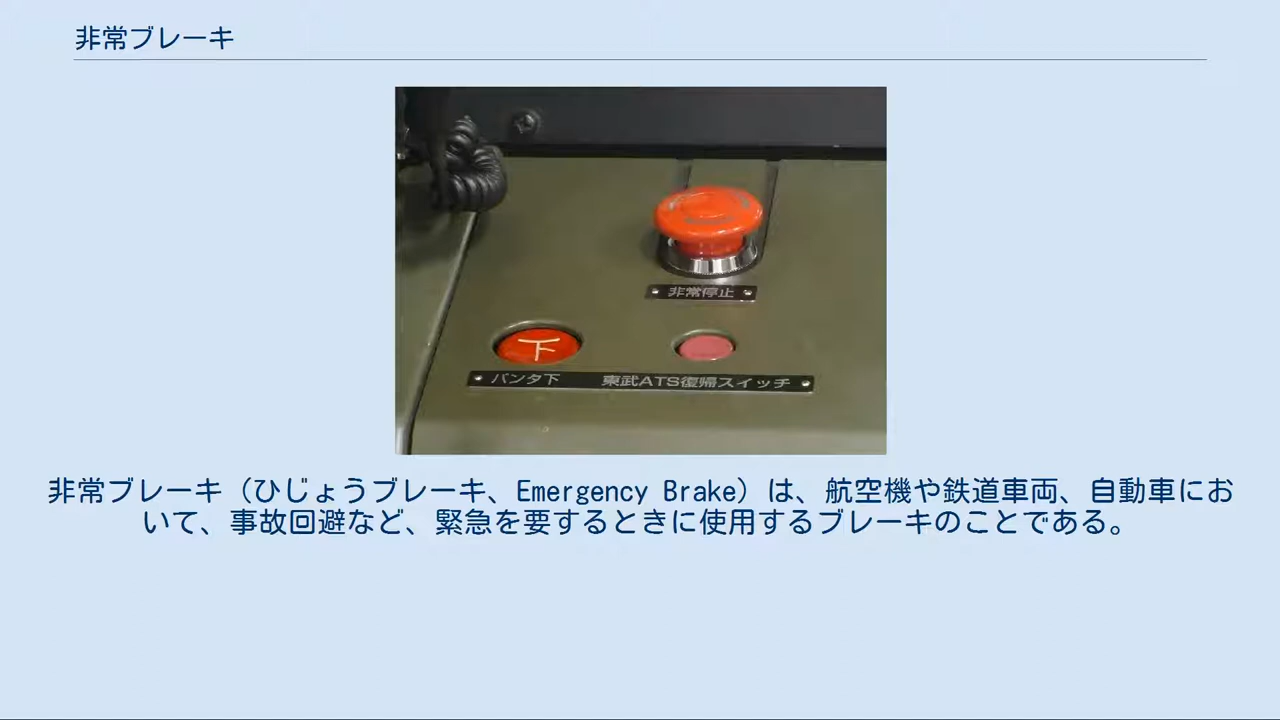 非常ブレーキ
非常停止
下
パンタ下 東武ATS復帰スイッチ
非常ブレーキ（ひじょうブレーキ、Emergency Brake）は、航空機や鉄道車両、自動車にお
いて、事故回避など、緊急を要するときに使用するブレーキのことである。